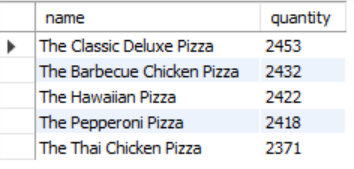 name quantity
The Classic Deluxe Pizza 2453
The Barbecue Chicken Pizza 2432
The Hawaiian Pizza 2422
The Pepperoni Pizza 2418
The Thai Chicken Pizza 2371